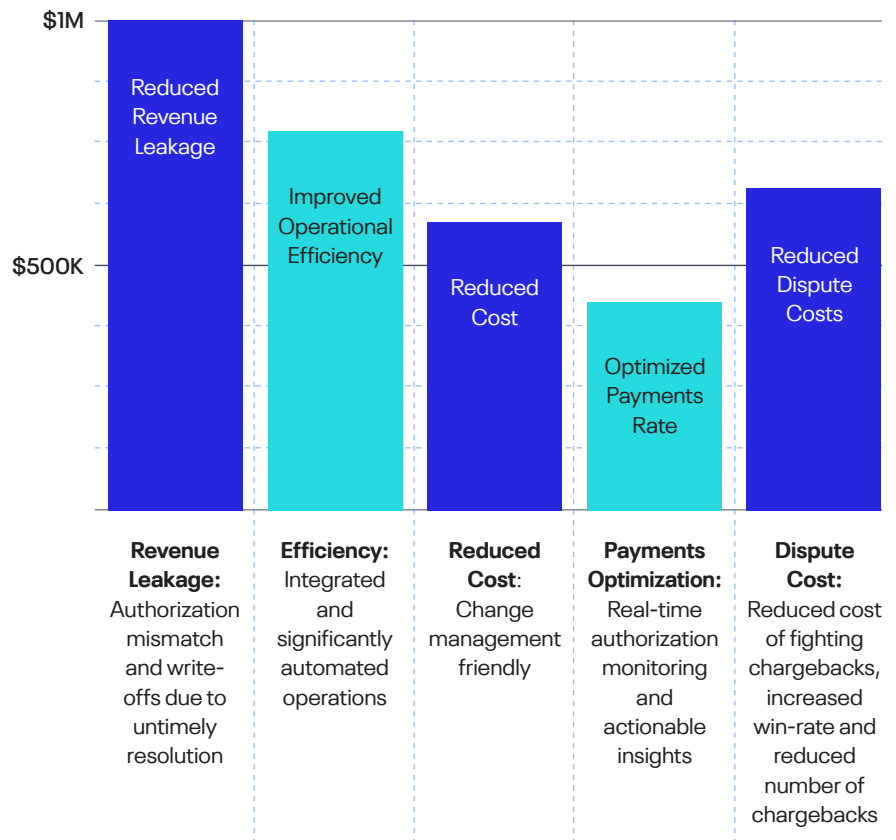 $1M
$500K
Reduced
Revenue
Leakage
Improved
Operational
Efficiency
Reduced
Cost
Optimized
Payments
Rate
Reduced
Dispute
Costs
Revenue
Leakage:
Authorization
mismatch
and write-
offs due to
untimely
resolution
Efficiency:
Integrated
and
significantly
automated
operations
Reduced
Cost:
Change
management
friendly
Payments
Optimization:
Real-time
authorization
monitoring
and
actionable
insights
Dispute
Cost:
Reduced cost
of fighting
chargebacks,
increased
win-rate and
reduced
number of
chargebacks